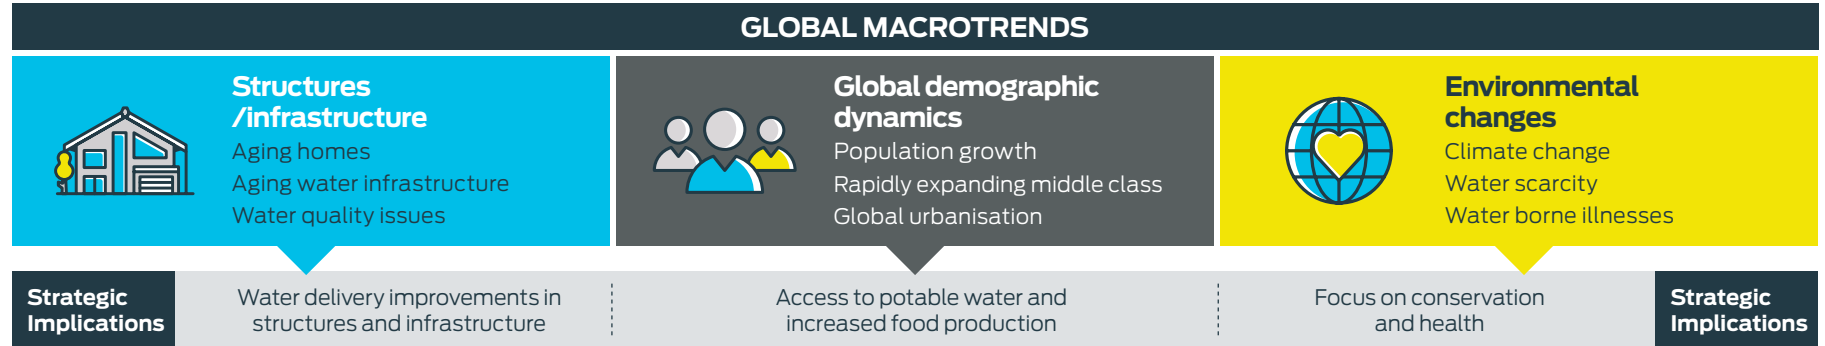 GLOBAL MACROTRENDS
Structures
/infrastructure
Aging homes
Aging water infrastructure
Water quality issues
Global demographic
dynamics
Population growth
Rapidly expanding middle class
Global urbanisation
Environmental
changes
Climate change
Water scarcity
Water borne illnesses
Strategic
Implications
Water delivery improvements in
structures and infrastructure
Access to potable water and
increased food production
Focus on conservation
and health
Strategic
Implications